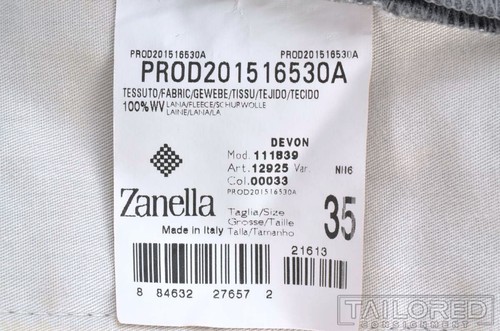 PROD201516530A PROD201516530A
PROD201516530A
TESSUTO/FABRIC/GEWEBE/TISSU/TEJIDO/TECIDO
100%WV LANA/FLEECE/SCHURWOLLE
LAINE/LANA/LA
DEVON
Mod. 111839
Art. 12925 Var. NI16
Col. 00033
PROD201516530A
Zanella
Made in Italy
Taglia/Size
Grosse/Taille
Talla/Tamanho
35
21613
8 84632 27657 2
TAILORED
CONSIGNMENT